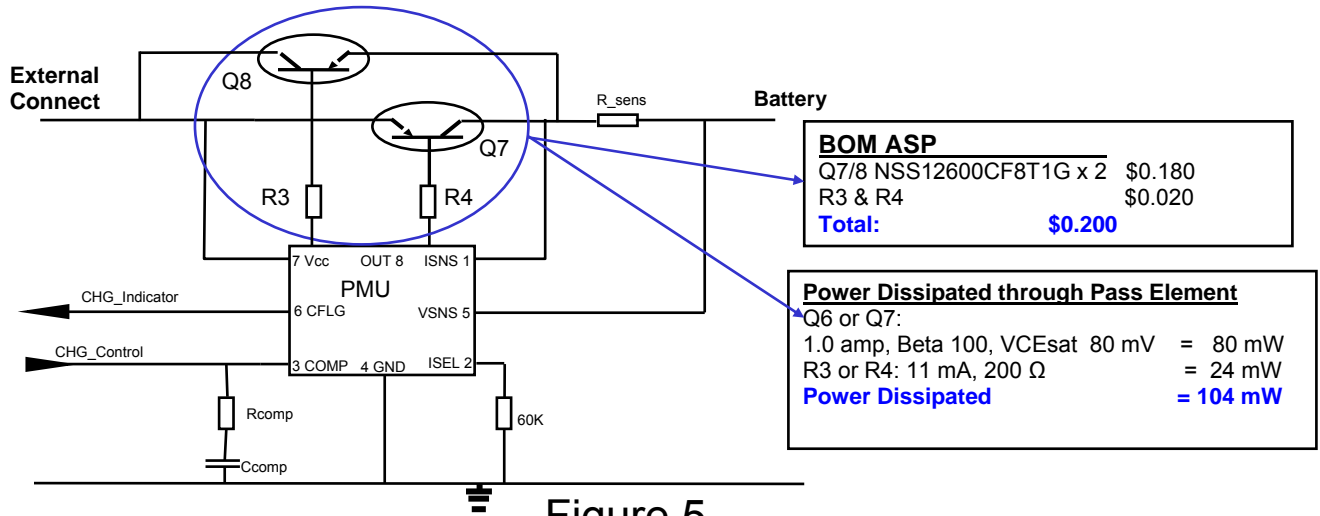 External
Connect
Q8
Q7
R_sens
Battery
R3
R4
7 Vcc OUT 8 ISNS 1
PMU
6 CFLG
VSNS 5
3 COMP 4 GND ISEL 2
CHG_Indicator
CHG_Control
Rcomp
Ccomp
60K
BOM ASP
Q7/8 NSS12600CF8T1G x 2 $0.180
R3 & R4 $0.020
Total: $0.200
Power Dissipated through Pass Element
Q6 or Q7:
1.0 amp, Beta 100, VCEsat 80 mV = 80 mW
R3 or R4: 11 mA, 200 Ω = 24 mW
Power Dissipated = 104 mW
Figure 5